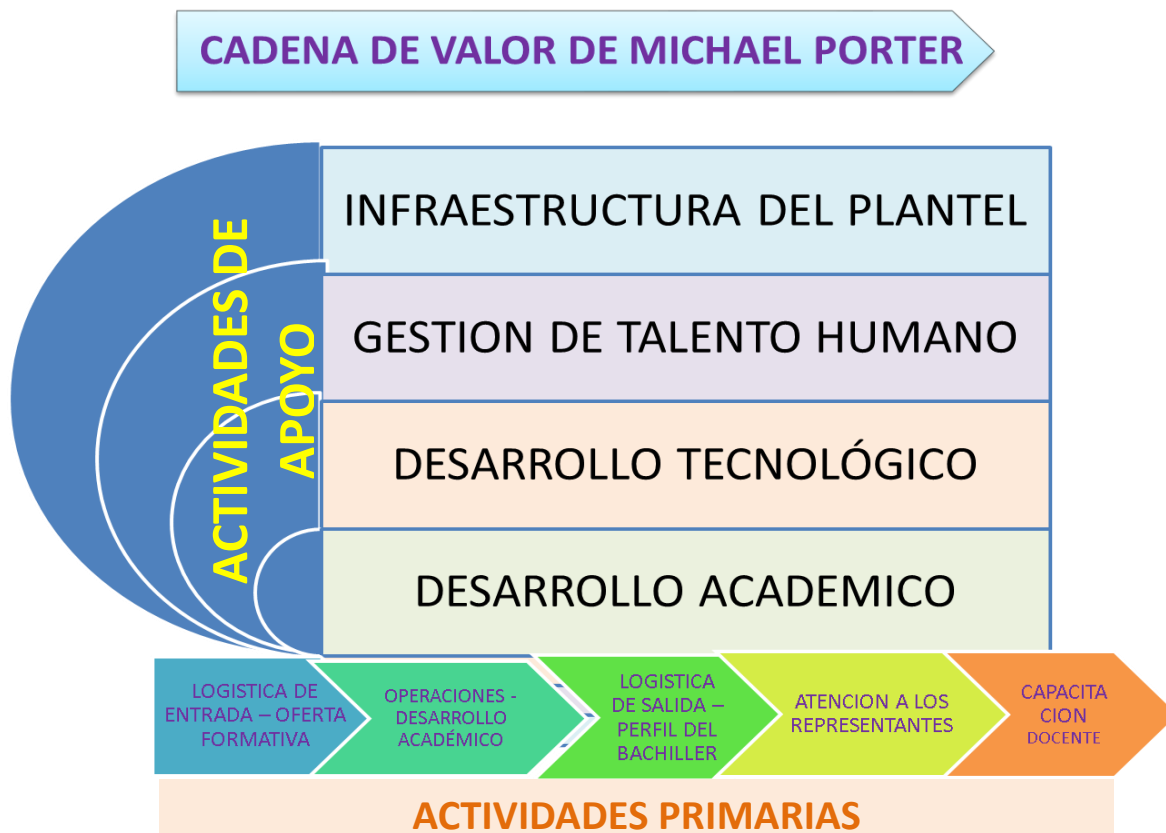 CADENA DE VALOR DE MICHAEL PORTER
ACTIVIDADES DE
APOYO
INFRAESTRUCTURA DEL PLANTEL
GESTION DE TALENTO HUMANO
DESARROLLO TECNOLÓGICO
DESARROLLO ACADEMICO
LOGISTICA DE
ENTRADA – OFERTA
FORMATIVA
OPERACIONES -
DESARROLLO
ACADÉMICO
LOGISTICA
DE SALIDA –
PERFIL DEL
BACHILLER
ATENCION A LOS
REPRESENTANTES
CAPACITA
CION
DOCENTE
ACTIVIDADES PRIMARIAS